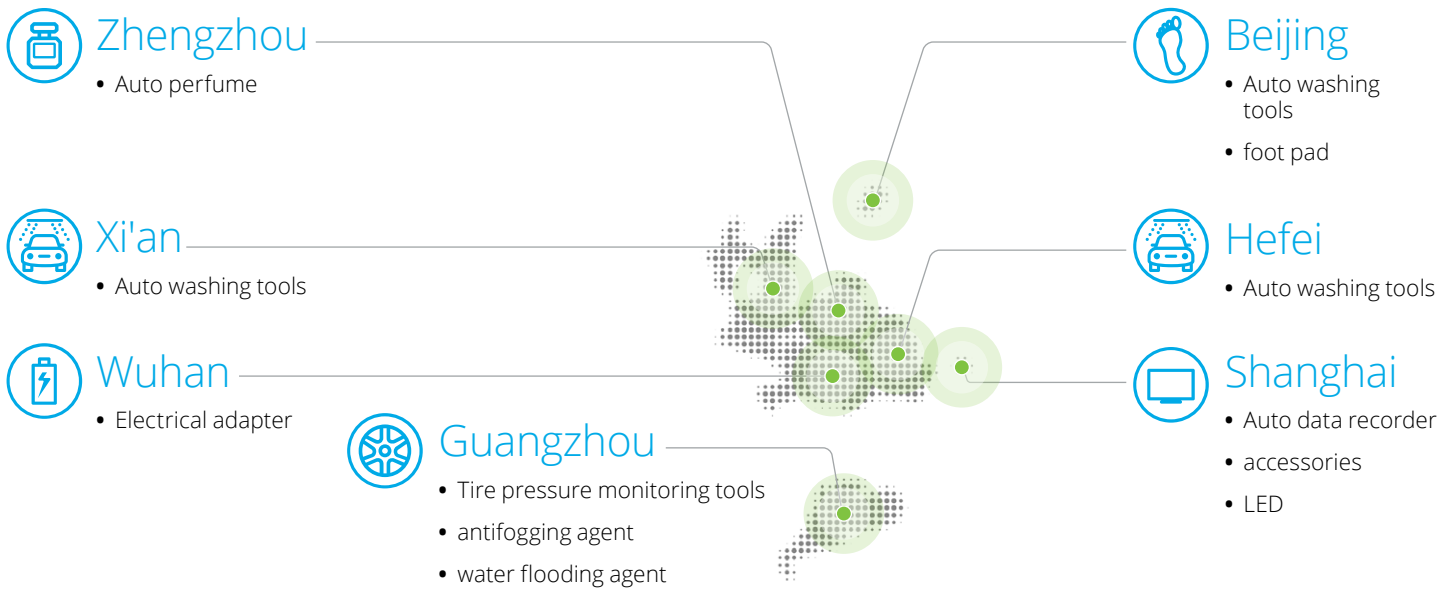 Zhengzhou
• Auto perfume
Xi'an
• Auto washing tools
Wuhan
• Electrical adapter
Guangzhou
• Tire pressure monitoring tools
• antifogging agent
• water flooding agent
Beijing
• Auto washing
tools
• foot pad
Hefei
• Auto washing tools
Shanghai
• Auto data recorder
• accessories
• LED